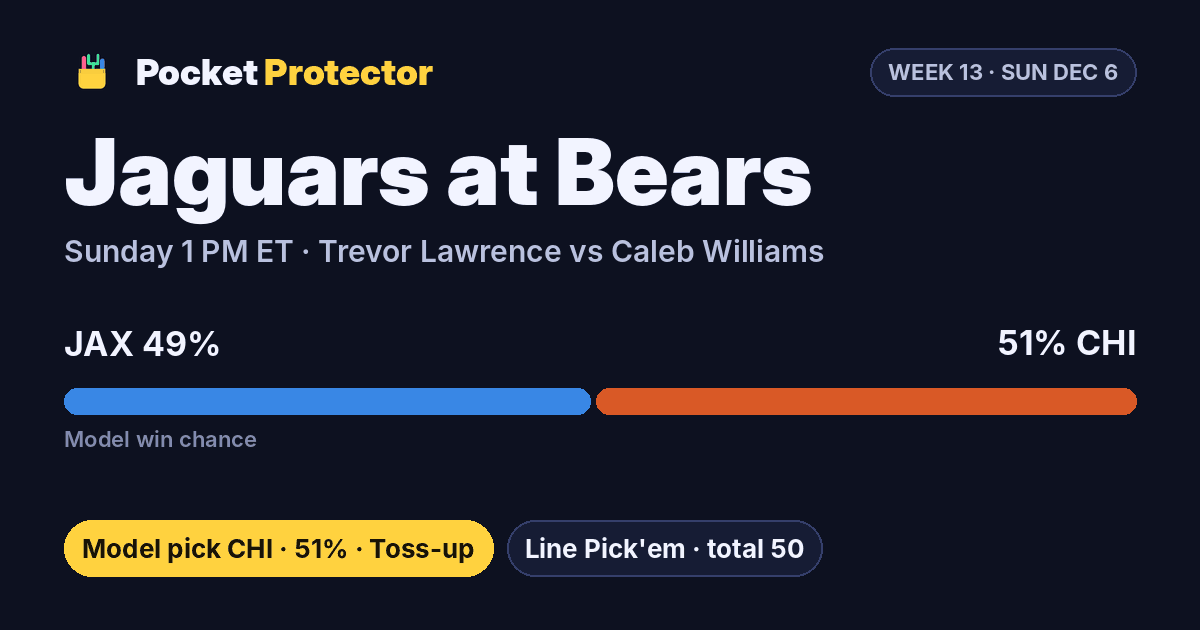 Pocket Protector
WEEK 13 · SUN DEC 6
Jaguars at Bears
Sunday 1 PM ET · Trevor Lawrence vs Caleb Williams
JAX 49%
51% CHI
Model win chance
Model pick CHI · 51% · Toss-up
Line Pick'em · total 50